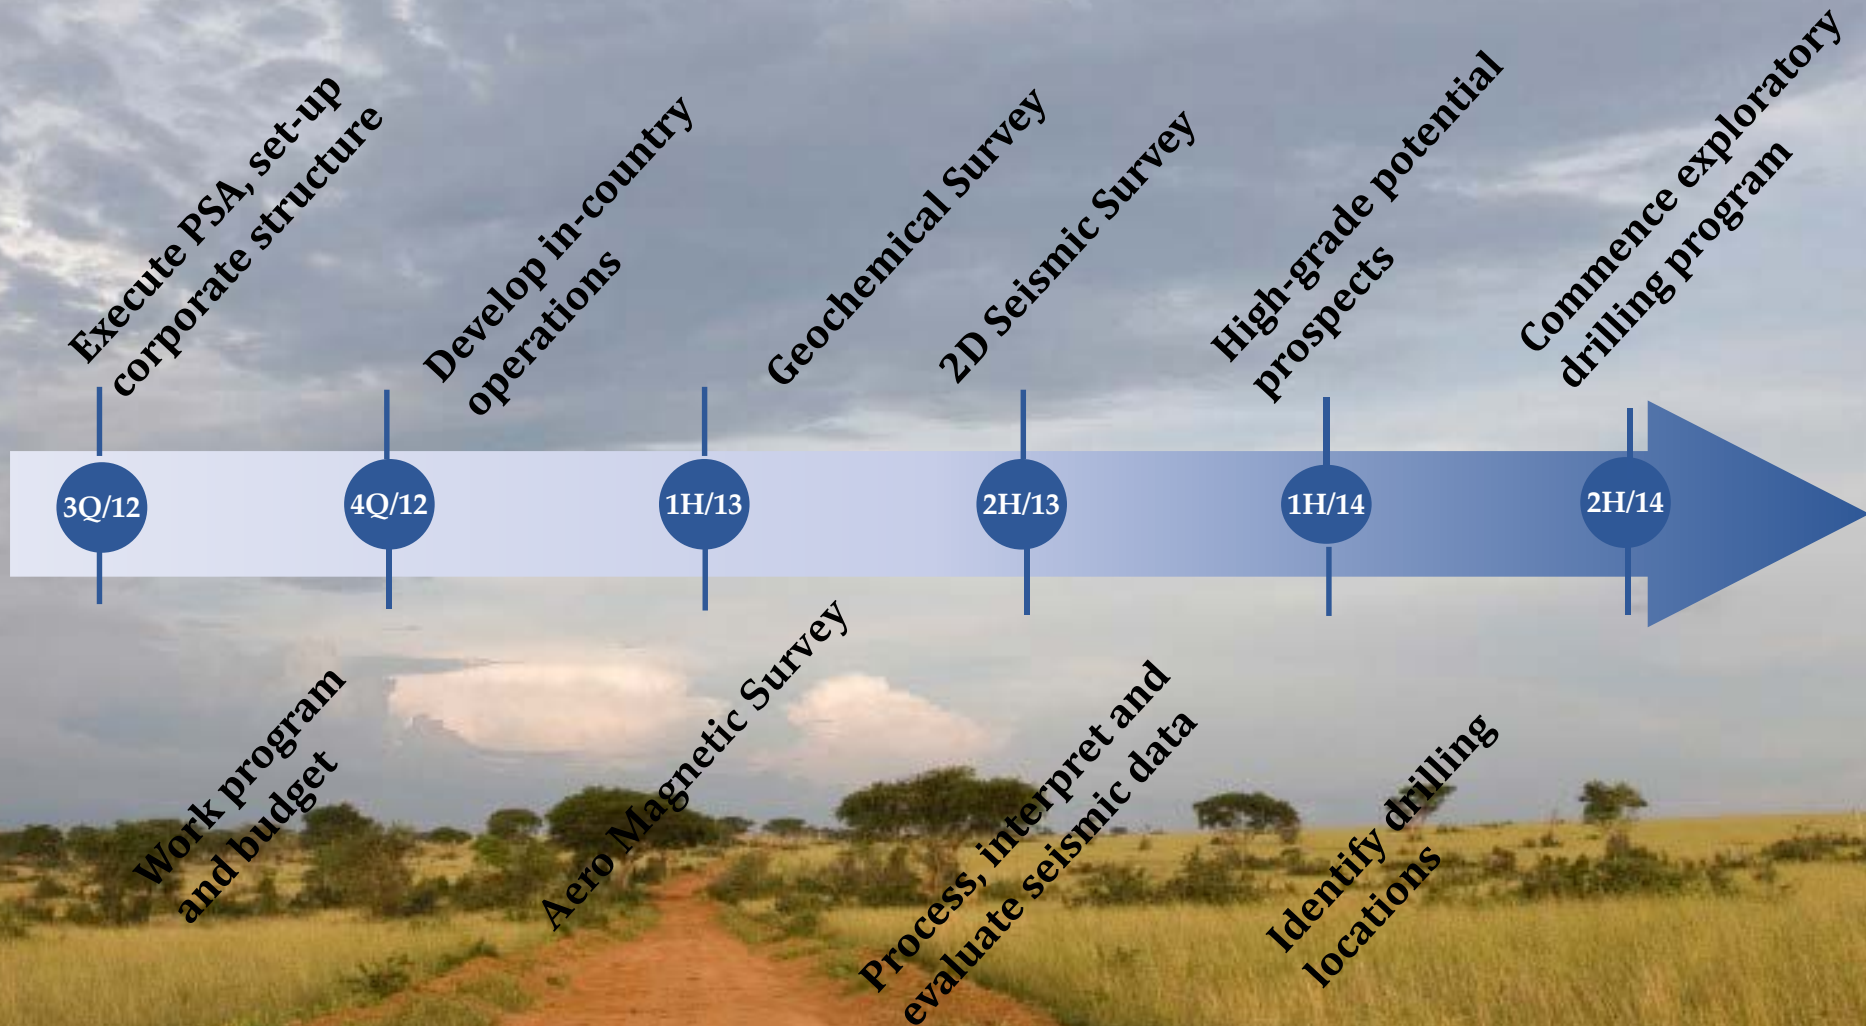 Execute PSA, set-up
corporate structure
Develop in-country
operations
Geochemical Survey
2D Seismic Survey
High-grade potential
prospects
Commence exploratory
drilling program
3Q/12
4Q/12
1H/13
2H/13
1H/14
2H/14
Work program
and budget
Aero Magnetic Survey
Process, interpret and
evaluate seismic data
Identify drilling
locations